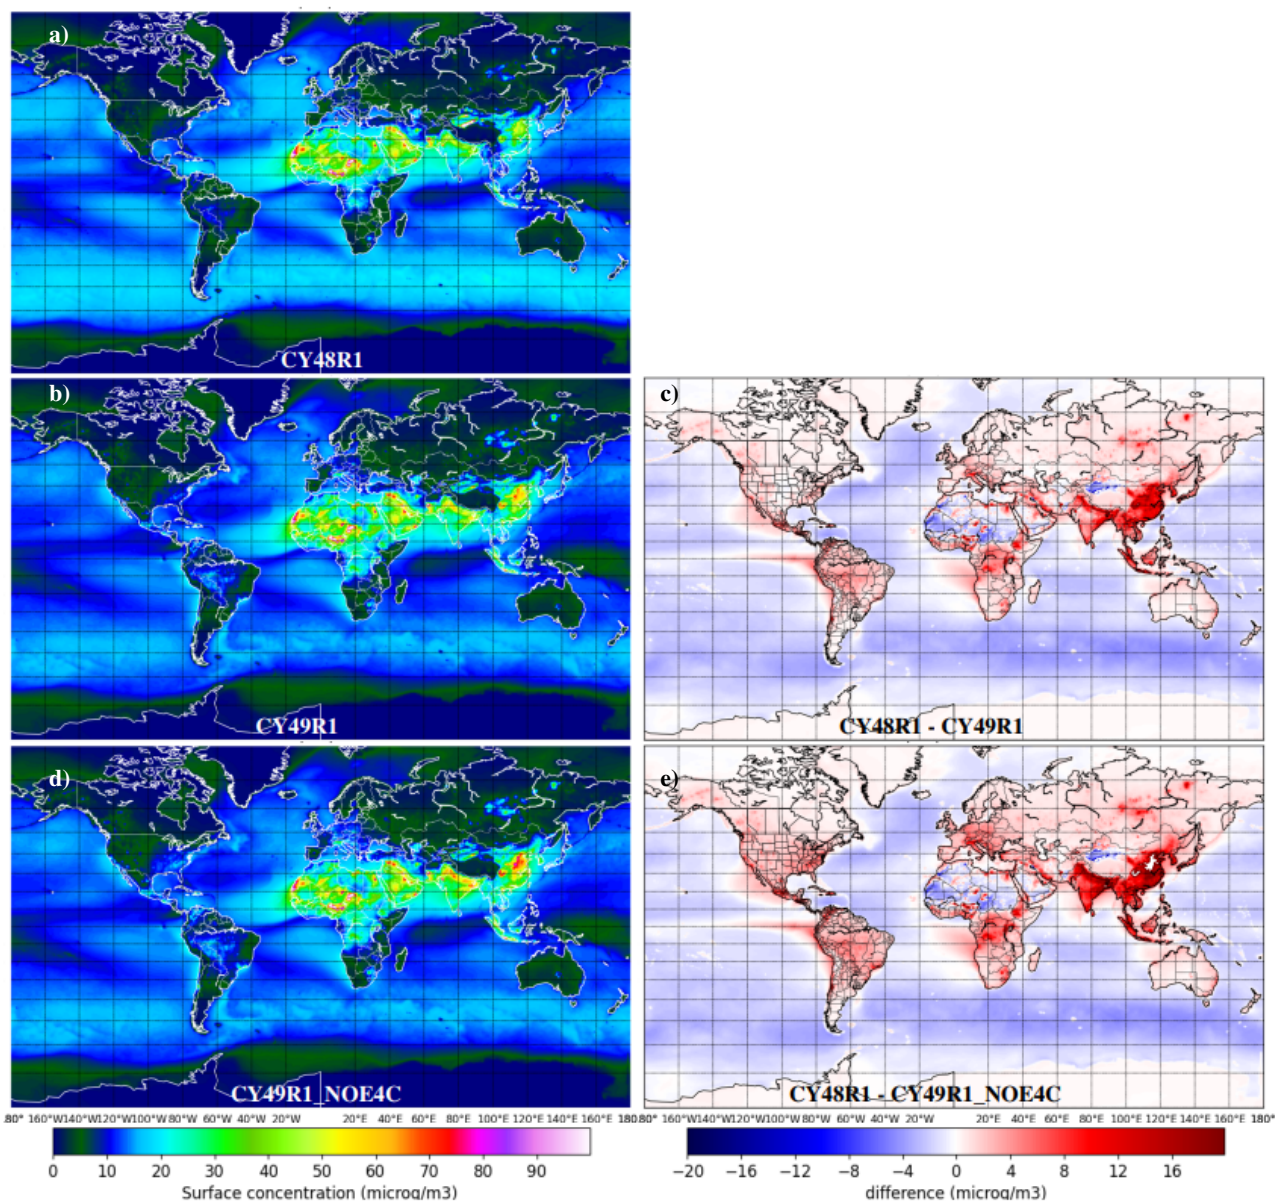 a)
CY48R1
b)
CY49R1
c)
CY48R1 - CY49R1
d)
CY49R1_NOE4C
e)
CY48R1 - CY49R1_NOE4C
80° 160°W140°W120°W100°W80°W 60°W 40°W 20°W 20°E 40°E 60°E 80°E 100°E 120°E 140°E 160°E 180
80° 160°W140°W120°W100°W80°W 60°W 40°W 20°W 20°E 40°E 60°E 80°E 100°E 120°E 140°E 160°E 180°
0 10 20 30 40 50 60 70 80 90
Surface concentration (microg/m3)
−20 −16 −12 −8 −4 0 4 8 12 16
difference (microg/m3)